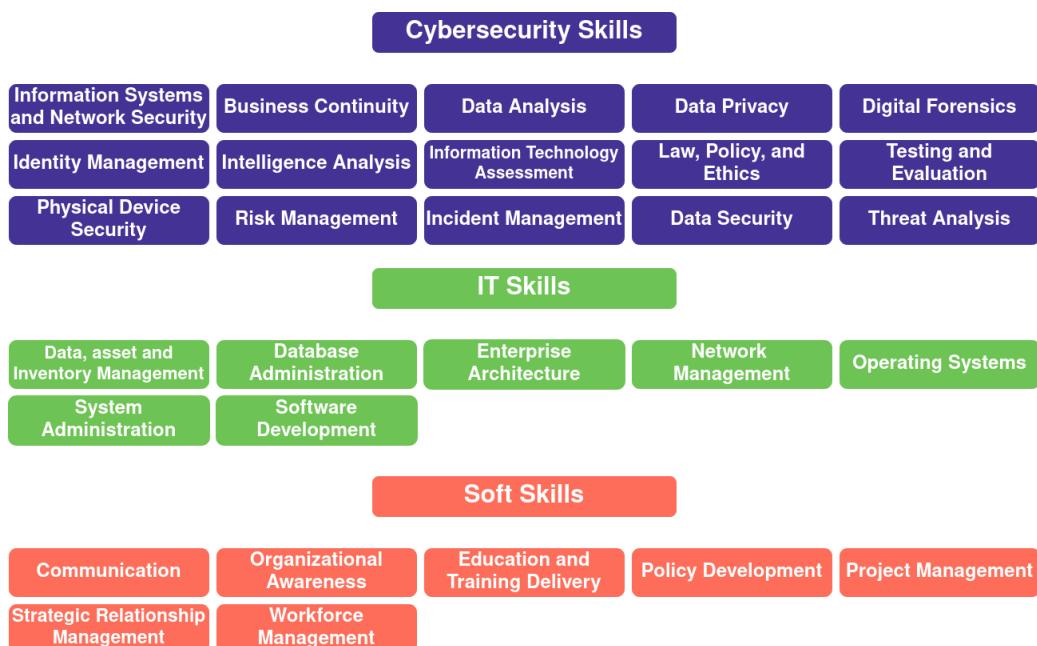 Cybersecurity Skills
Information Systems
and Network Security
Business Continuity
Data Analysis
Data Privacy
Digital Forensics
Identity Management
Intelligence Analysis
Information Technology
Assessment
Law, Policy, and
Ethics
Testing and
Evaluation
Physical Device
Security
Risk Management
Incident Management
Data Security
Threat Analysis
IT Skills
Data, asset and
Inventory Management
Database
Administration
Enterprise
Architecture
Network
Management
Operating Systems
System
Administration
Software
Development
Soft Skills
Communication
Organizational
Awareness
Education and
Training Delivery
Policy Development
Project Management
Strategic Relationship
Management
Workforce
Management